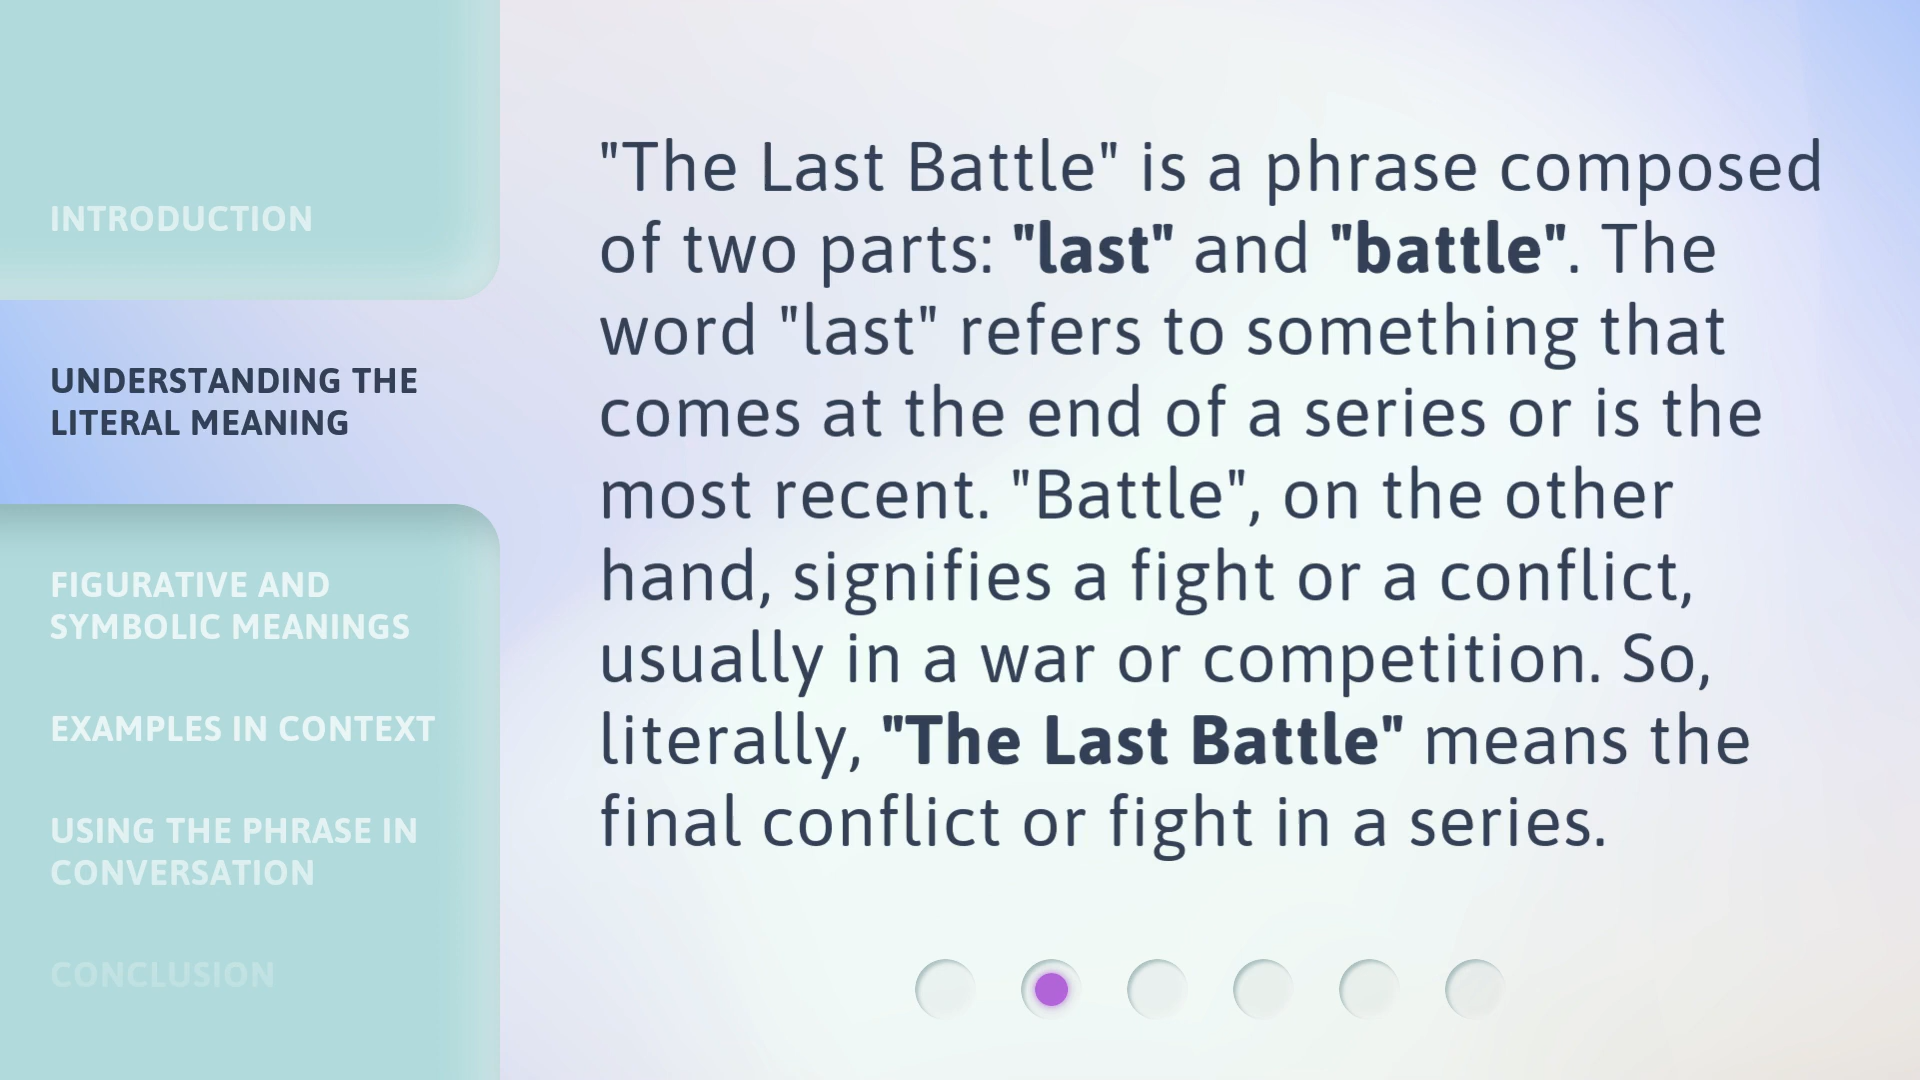 INTRODUCTION
UNDERSTANDING THE
LITERAL MEANING
FIGURATIVE AND
SYMBOLIC MEANINGS
EXAMPLES IN CONTEXT
USING THE PHRASE IN
CONVERSATION
CONCLUSION
"The Last Battle" is a phrase composed
of two parts: "last" and "battle". The
word "last" refers to something that
comes at the end of a series or is the
most recent. "Battle", on the other
hand, signifies a fight or a conflict,
usually in a war or competition. So,
literally, "The Last Battle" means the
final conflict or fight in a series.